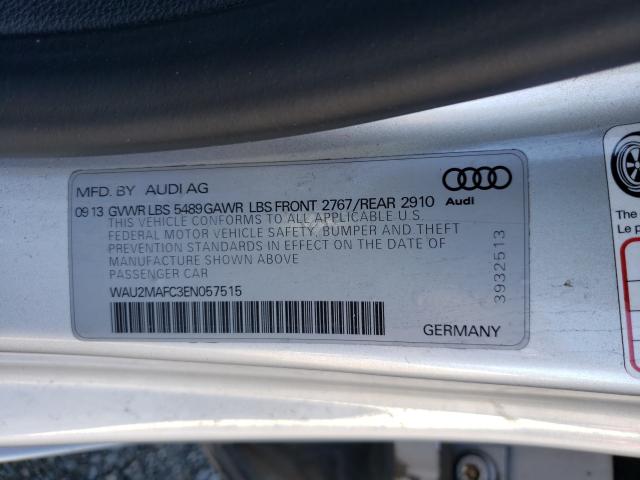 MFD. BY AUDI AG
Audi
09 13 GVWR LBS 5489 GAWR LBS FRONT 2767/REAR 2910
THIS VEHICLE CONFORMS TO ALL APPLICABLE U.S.
FEDERAL MOTOR VEHICLE SAFETY, BUMPER AND THEFT
PREVENTION STANDARDS IN EFFECT ON THE DATE OF
MANUFACTURE SHOWN ABOVE
PASSENGER CAR
WAU2MAFC3EN057515
GERMANY
3932513
The
Le p